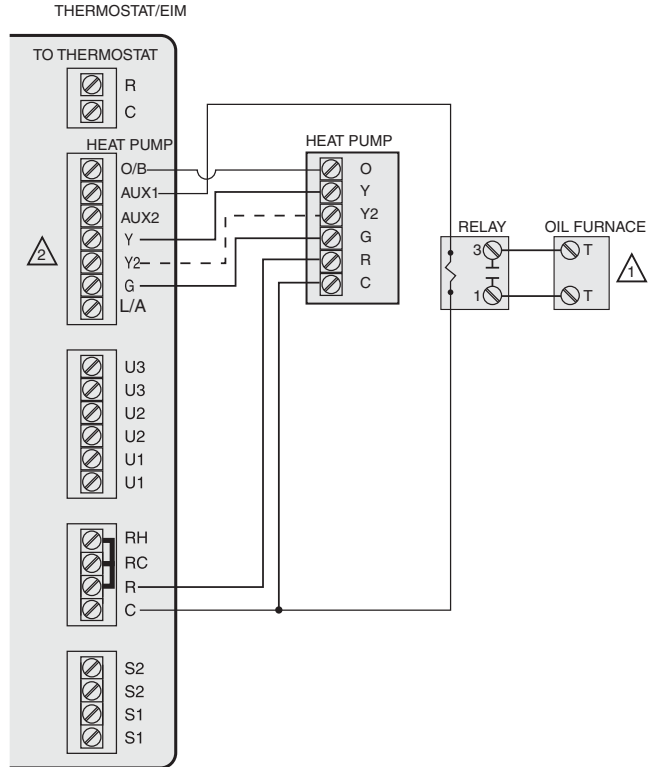 THERMOSTAT/EIM
TO THERMOSTAT
R
C
HEAT PUMP
O/B
AUX1
AUX2
Y
Y2
G
L/A
2
U3
U3
U2
U2
U1
U1
RH
RC
R
C
S2
S2
S1
S1
HEAT PUMP
O
Y
Y2
G
R
C
RELAY
3
1
OIL FURNACE
T
T
1